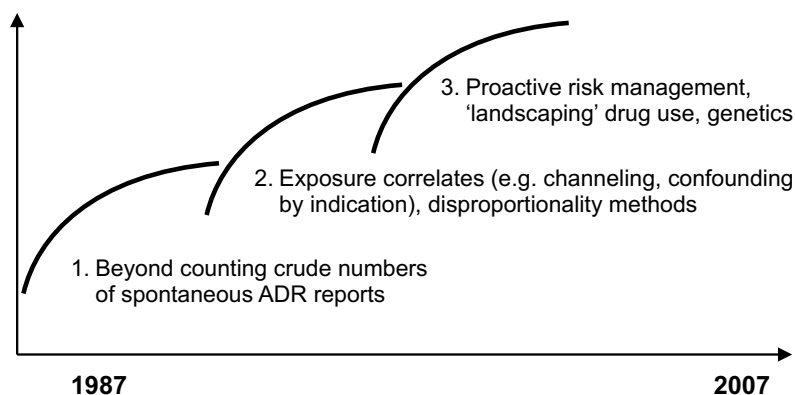 3. Proactive risk management,
‘landscaping’ drug use, genetics
2. Exposure correlates (e.g. channeling, confounding
by indication), disproportionality methods
1. Beyond counting crude numbers
of spontaneous ADR reports
1987
2007